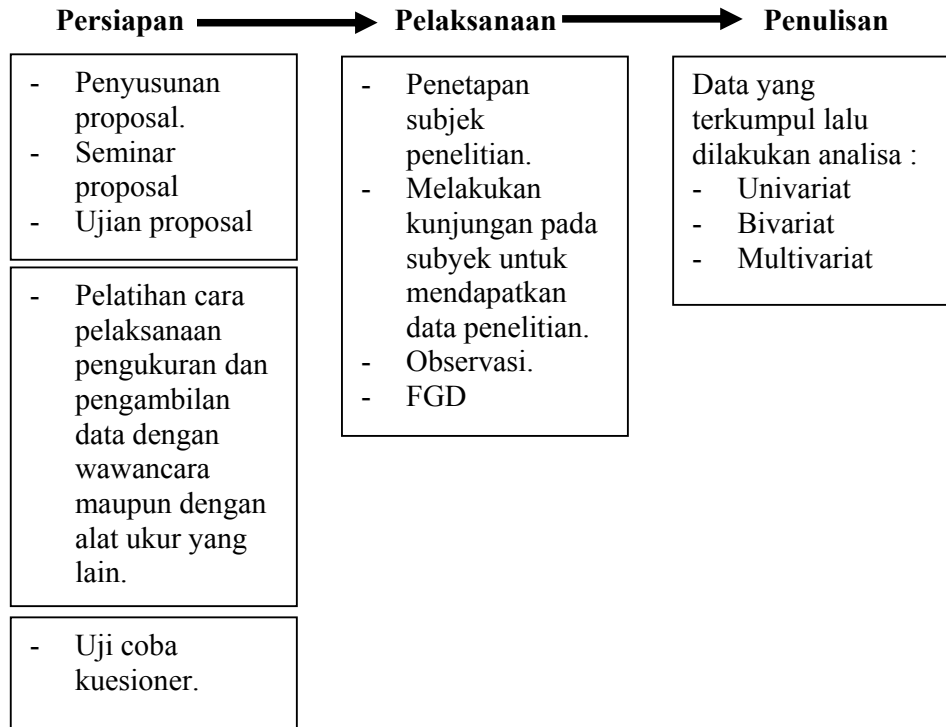 Persiapan Pelaksanaan Penulisan
- Penyusunan
proposal.
- Seminar
proposal
- Ujian proposal
- Pelatihan cara
pelaksanaan
pengukuran dan
pengambilan
data dengan
wawancara
maupun dengan
alat ukur yang
lain.
- Uji coba
kuesioner.
- Penetapan
subjek
penelitian.
- Melakukan
kunjungan pada
subyek untuk
mendapatkan
data penelitian.
- Observasi.
- FGD
Data yang
terkumpul lalu
dilakukan analisa :
- Univariat
- Bivariat
- Multivariat